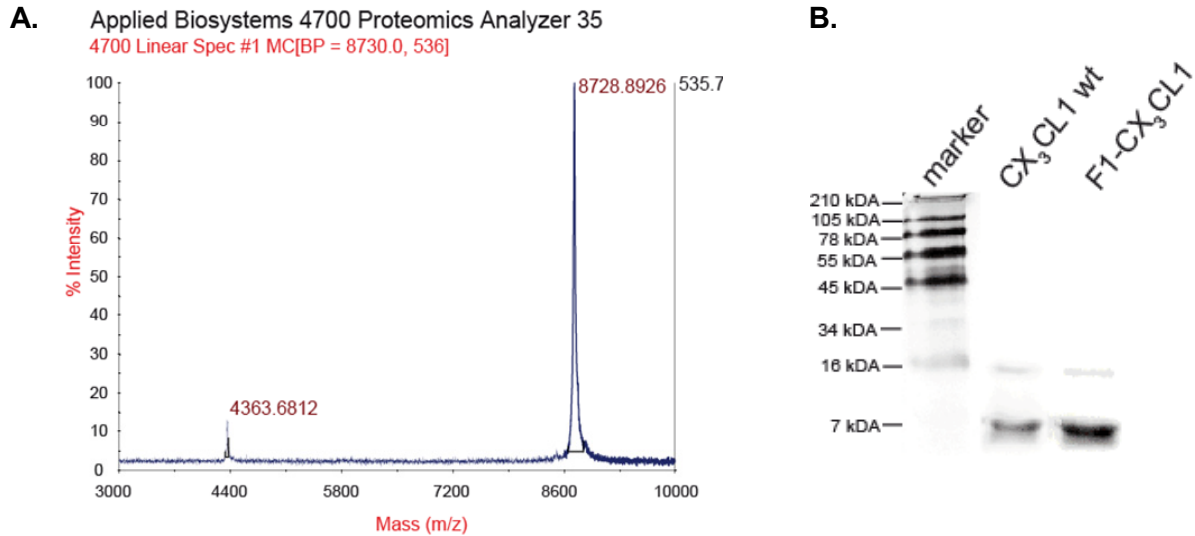 A.
Applied Biosystems 4700 Proteomics Analyzer 35
4700 Linear Spec #1 MC[BP = 8730.0, 536]
100
90
80
70
60
50
40
30
20
10
0
% Intensity
8728.8926
535.7
4363.6812
3000
4400
5800
7200
8600
10000
Mass (m/z)
B.
marker
CX₃CL1 wt
F1-CX₃CL1
210 kDA
105 kDA
78 kDA
55 kDA
45 kDA
34 kDA
16 kDA
7 kDA